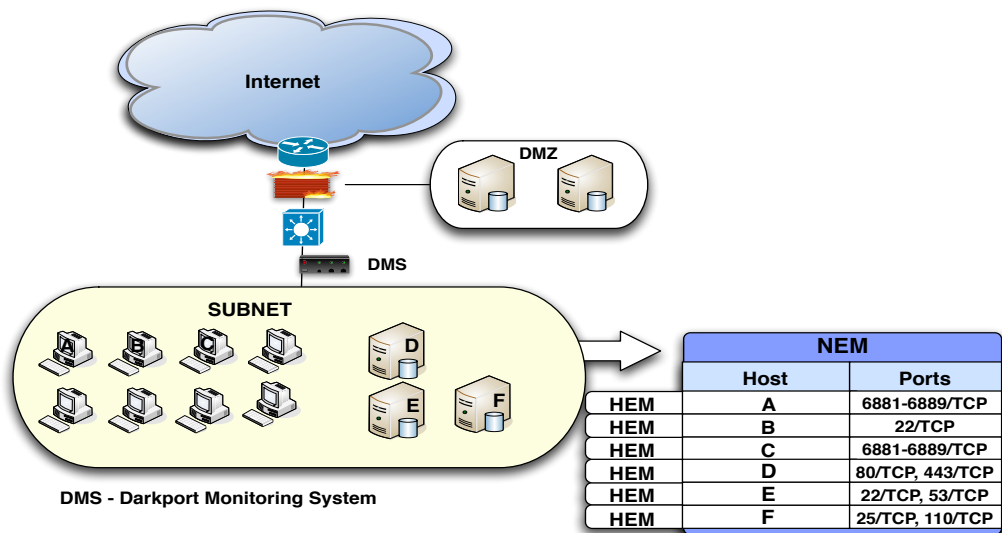 Internet
DMZ
DMS
SUBNET
A
B
C
D
E
F
DMS - Darkport Monitoring System
NEM
Host Ports
HEM A 6881-6889/TCP
HEM B 22/TCP
HEM C 6881-6889/TCP
HEM D 80/TCP, 443/TCP
HEM E 22/TCP, 53/TCP
HEM F 25/TCP, 110/TCP